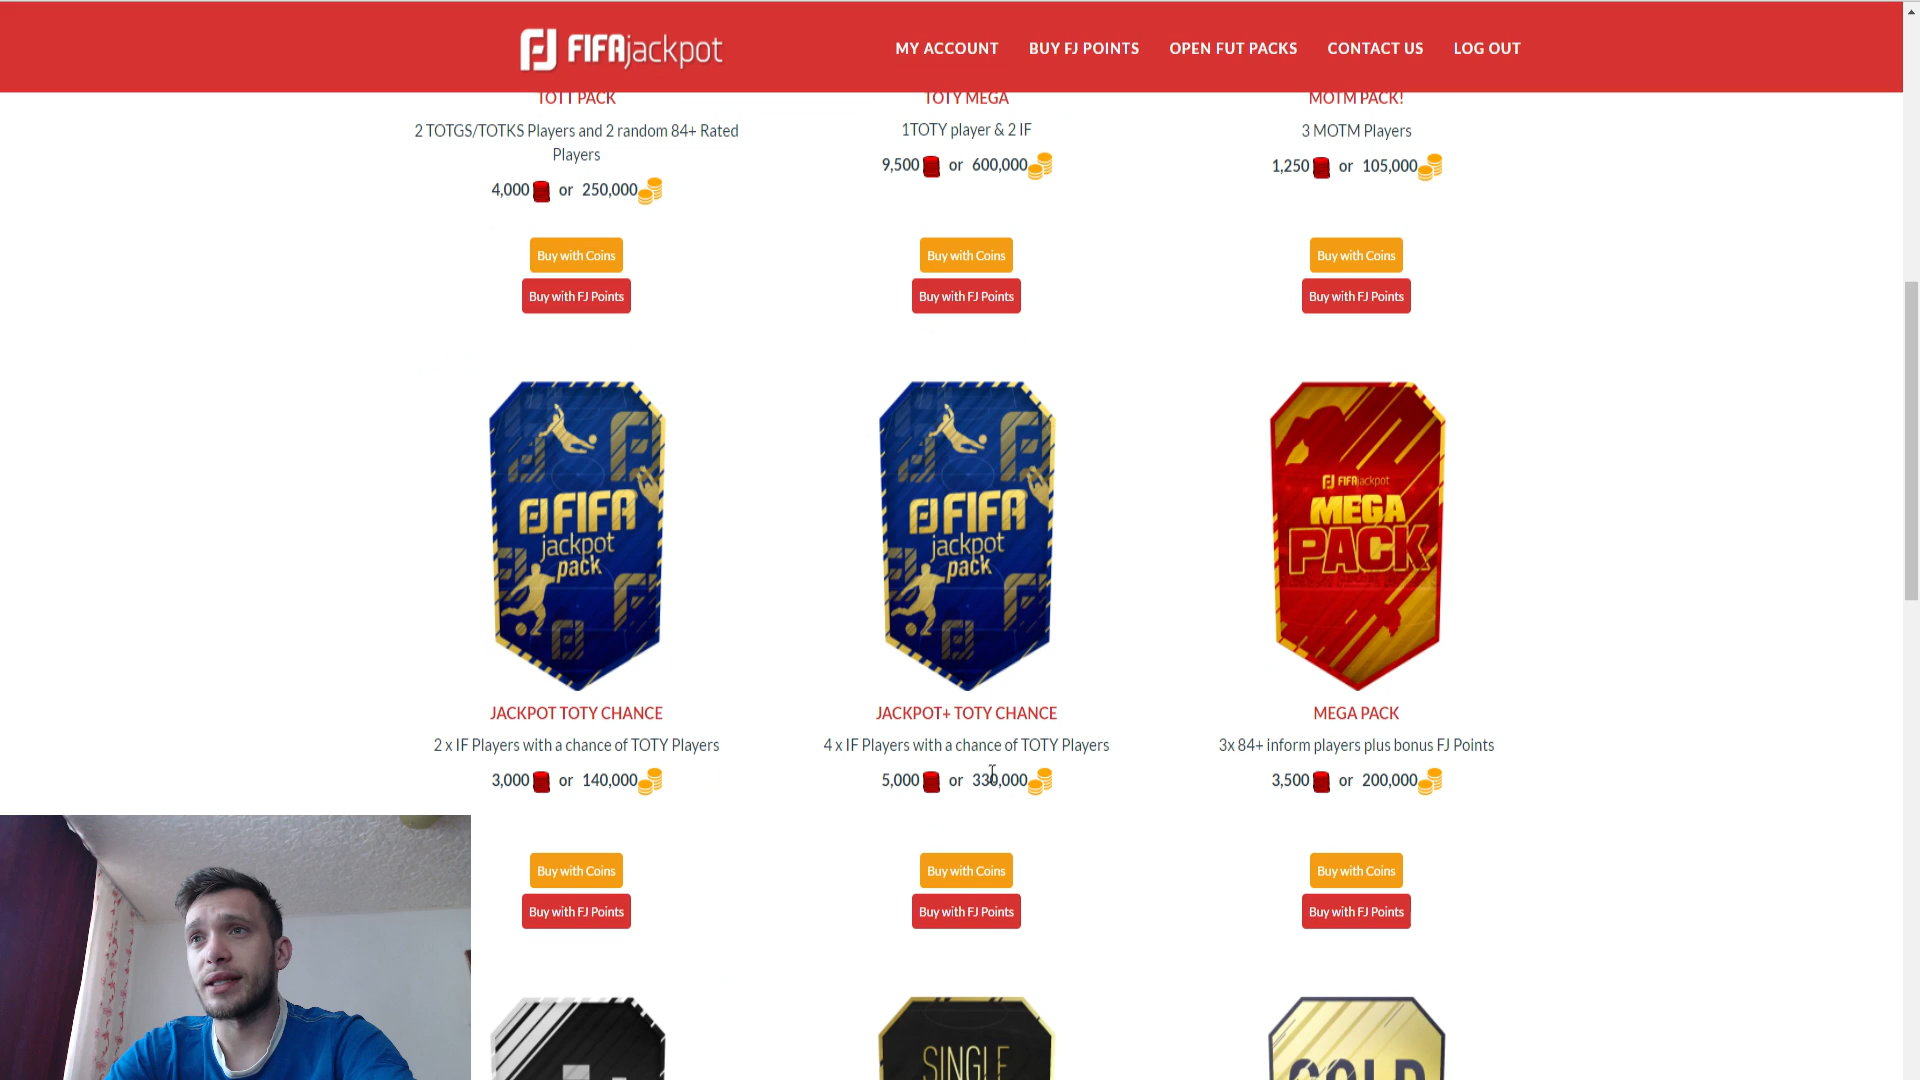 FJ FIFAjackpot
MY ACCOUNT BUY FJ POINTS OPEN FUT PACKS CONTACT US LOG OUT
TOTT PACK
2 TOTGS/TOTKS Players and 2 random 84+ Rated
Players
4,000 or 250,000
Buy with Coins
Buy with FJ Points
TOTY MEGA
1TOTY player & 2 IF
9,500 or 600,000
Buy with Coins
Buy with FJ Points
MOTM PACK!
3 MOTM Players
1,250 or 105,000
Buy with Coins
Buy with FJ Points
FJ FIFA
jackpot
pack
JACKPOT TOTY CHANCE
2 x IF Players with a chance of TOTY Players
3,000 or 140,000
Buy with Coins
Buy with FJ Points
FJ FIFA
jackpot
pack
JACKPOT+ TOTY CHANCE
4 x IF Players with a chance of TOTY Players
5,000 or 330,000
Buy with Coins
Buy with FJ Points
FJ FIFAjackpot
MEGA
PACK
MEGA PACK
3x 84+ inform players plus bonus FJ Points
3,500 or 200,000
Buy with Coins
Buy with FJ Points
SINGLE
GOLD